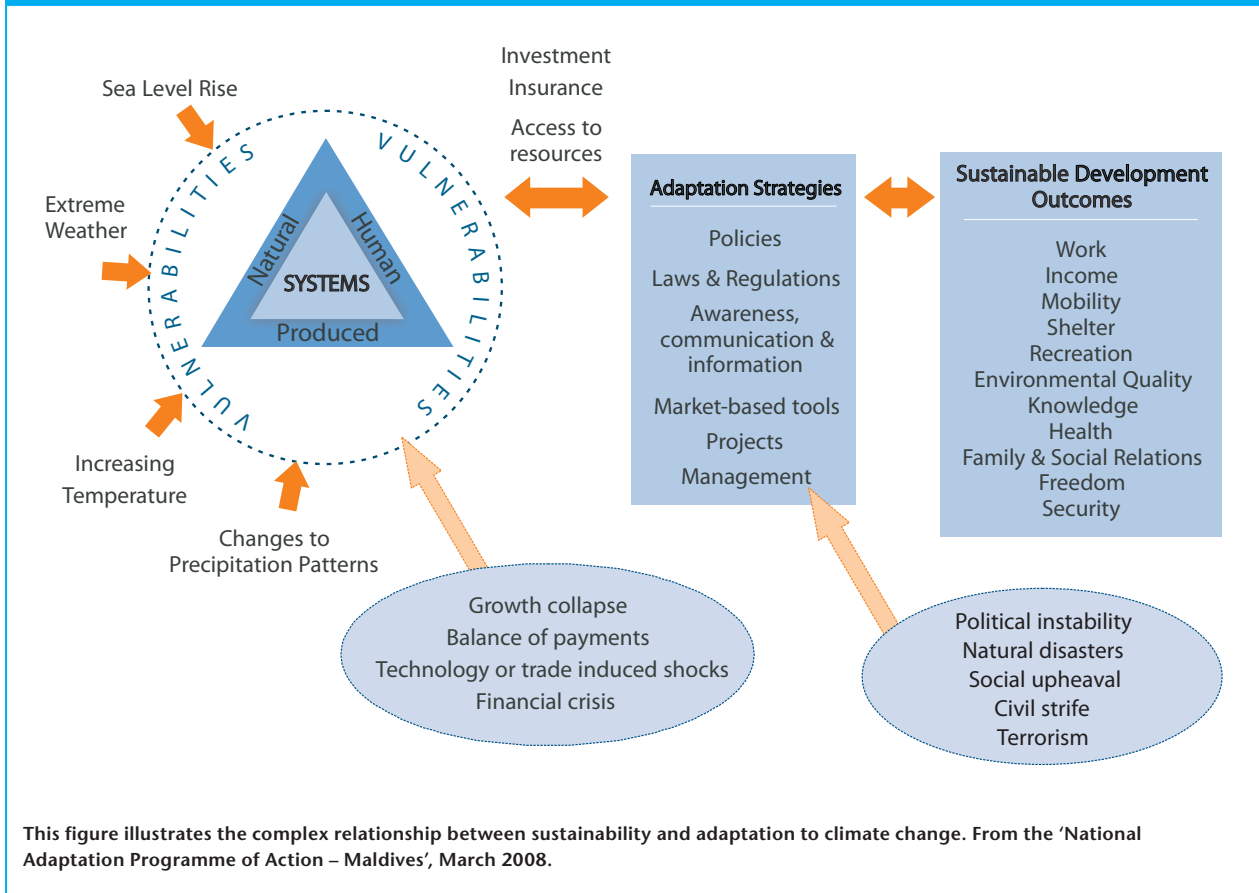 Sea Level Rise
Extreme
Weather
Increasing
Temperature
Changes to
Precipitation Patterns
VULNERABILITIES
VULNERABILITIES
Natural
Human
SYSTEMS
Produced
Investment
Insurance
Access to
resources
Adaptation Strategies
Policies
Laws & Regulations
Awareness,
communication &
information
Market-based tools
Projects
Management
Sustainable Development
Outcomes
Work
Income
Mobility
Shelter
Recreation
Environmental Quality
Knowledge
Health
Family & Social Relations
Freedom
Security
Growth collapse
Balance of payments
Technology or trade induced shocks
Financial crisis
Political instability
Natural disasters
Social upheaval
Civil strife
Terrorism
This figure illustrates the complex relationship between sustainability and adaptation to climate change. From the ‘National
Adaptation Programme of Action – Maldives’, March 2008.